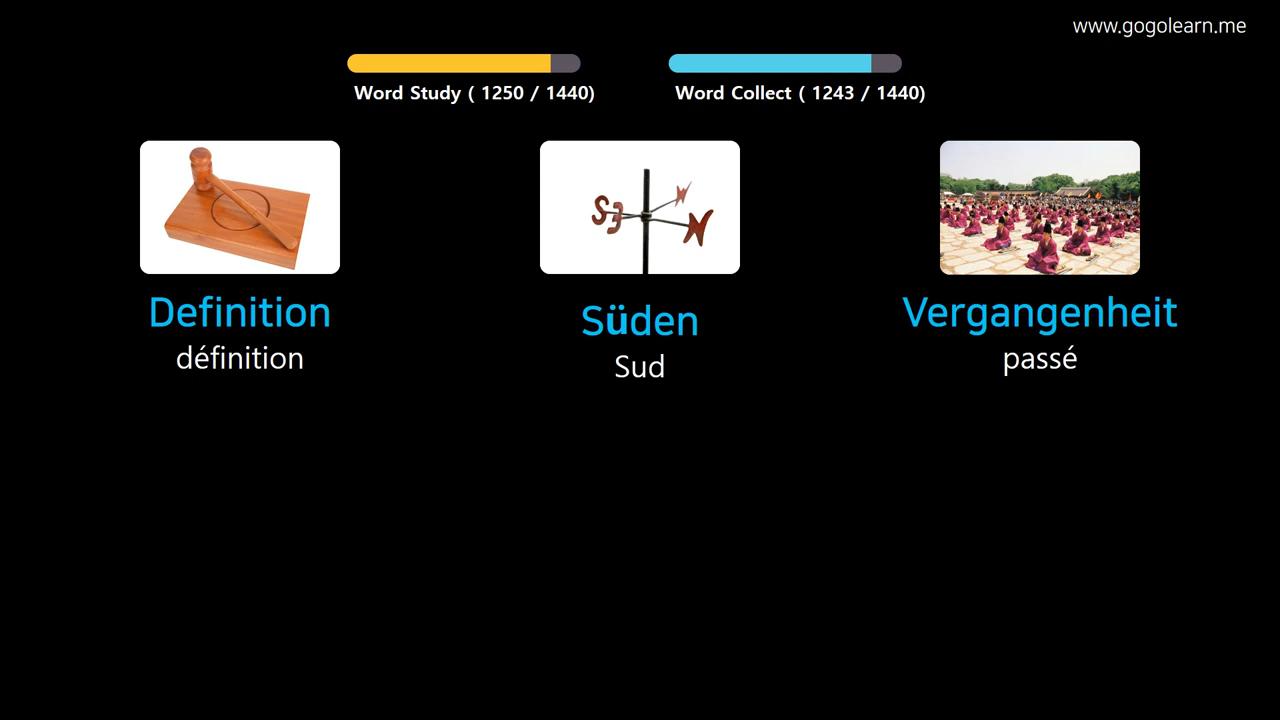 www.gogolearn.me
Word Study ( 1250 / 1440)
Word Collect ( 1243 / 1440)
Definition
définition
Süden
Sud
Vergangenheit
passé